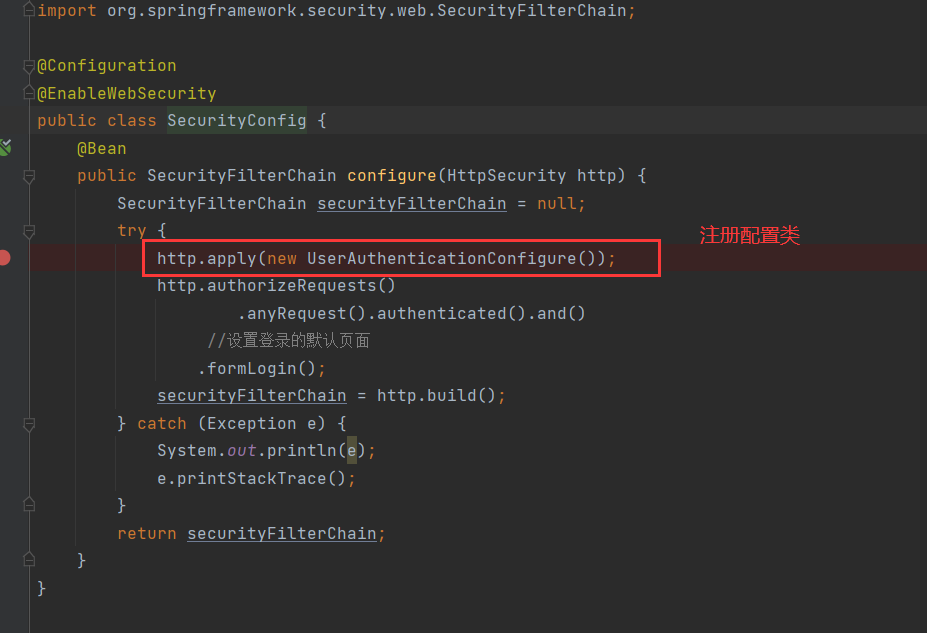 import org.springframework.security.web.SecurityFilterChain;
@Configuration
@EnableWebSecurity
public class SecurityConfig {
@Bean
public SecurityFilterChain configure(HttpSecurity http) {
SecurityFilterChain securityFilterChain = null;
try {
注册配置类
http.apply(new UserAuthenticationConfigure());
http.authorizeRequests()
.anyRequest().authenticated().and()
//设置登录的默认页面
.formLogin();
securityFilterChain = http.build();
} catch (Exception e) {
System.out.println(e);
e.printStackTrace();
}
return securityFilterChain;
}
}